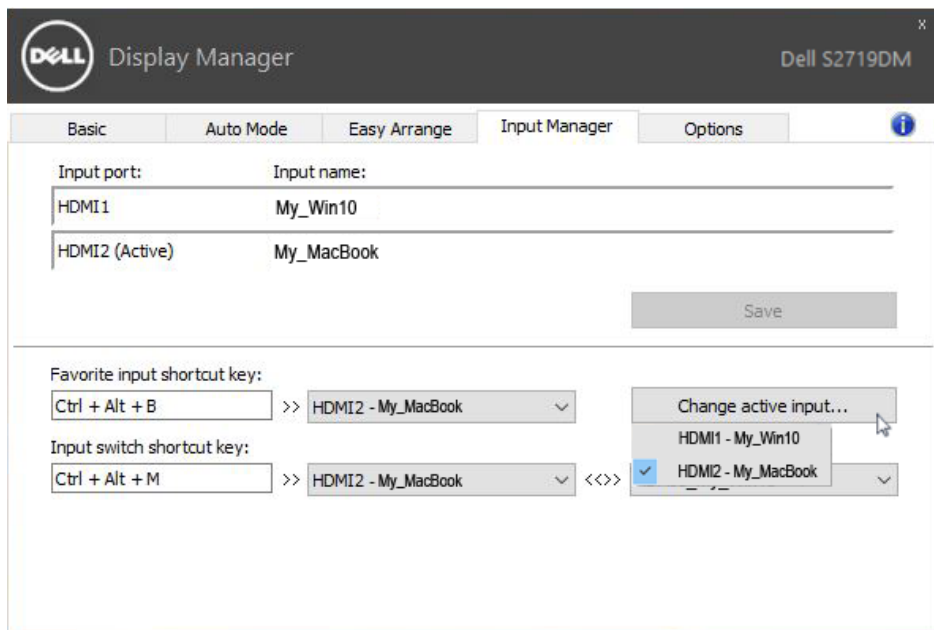 DELL Display Manager
x
Dell S2719DM
Basic Auto Mode Easy Arrange Input Manager Options
Input port: Input name:
HDMI1 My_Win10
HDMI2 (Active) My_MacBook
Save
Favorite input shortcut key:
Ctrl + Alt + B >> HDMI2 - My_MacBook Change active input...
HDMI1 - My_Win10
Input switch shortcut key:
HDMI2 - My_MacBook
Ctrl + Alt + M >> HDMI2 - My_MacBook <<>>